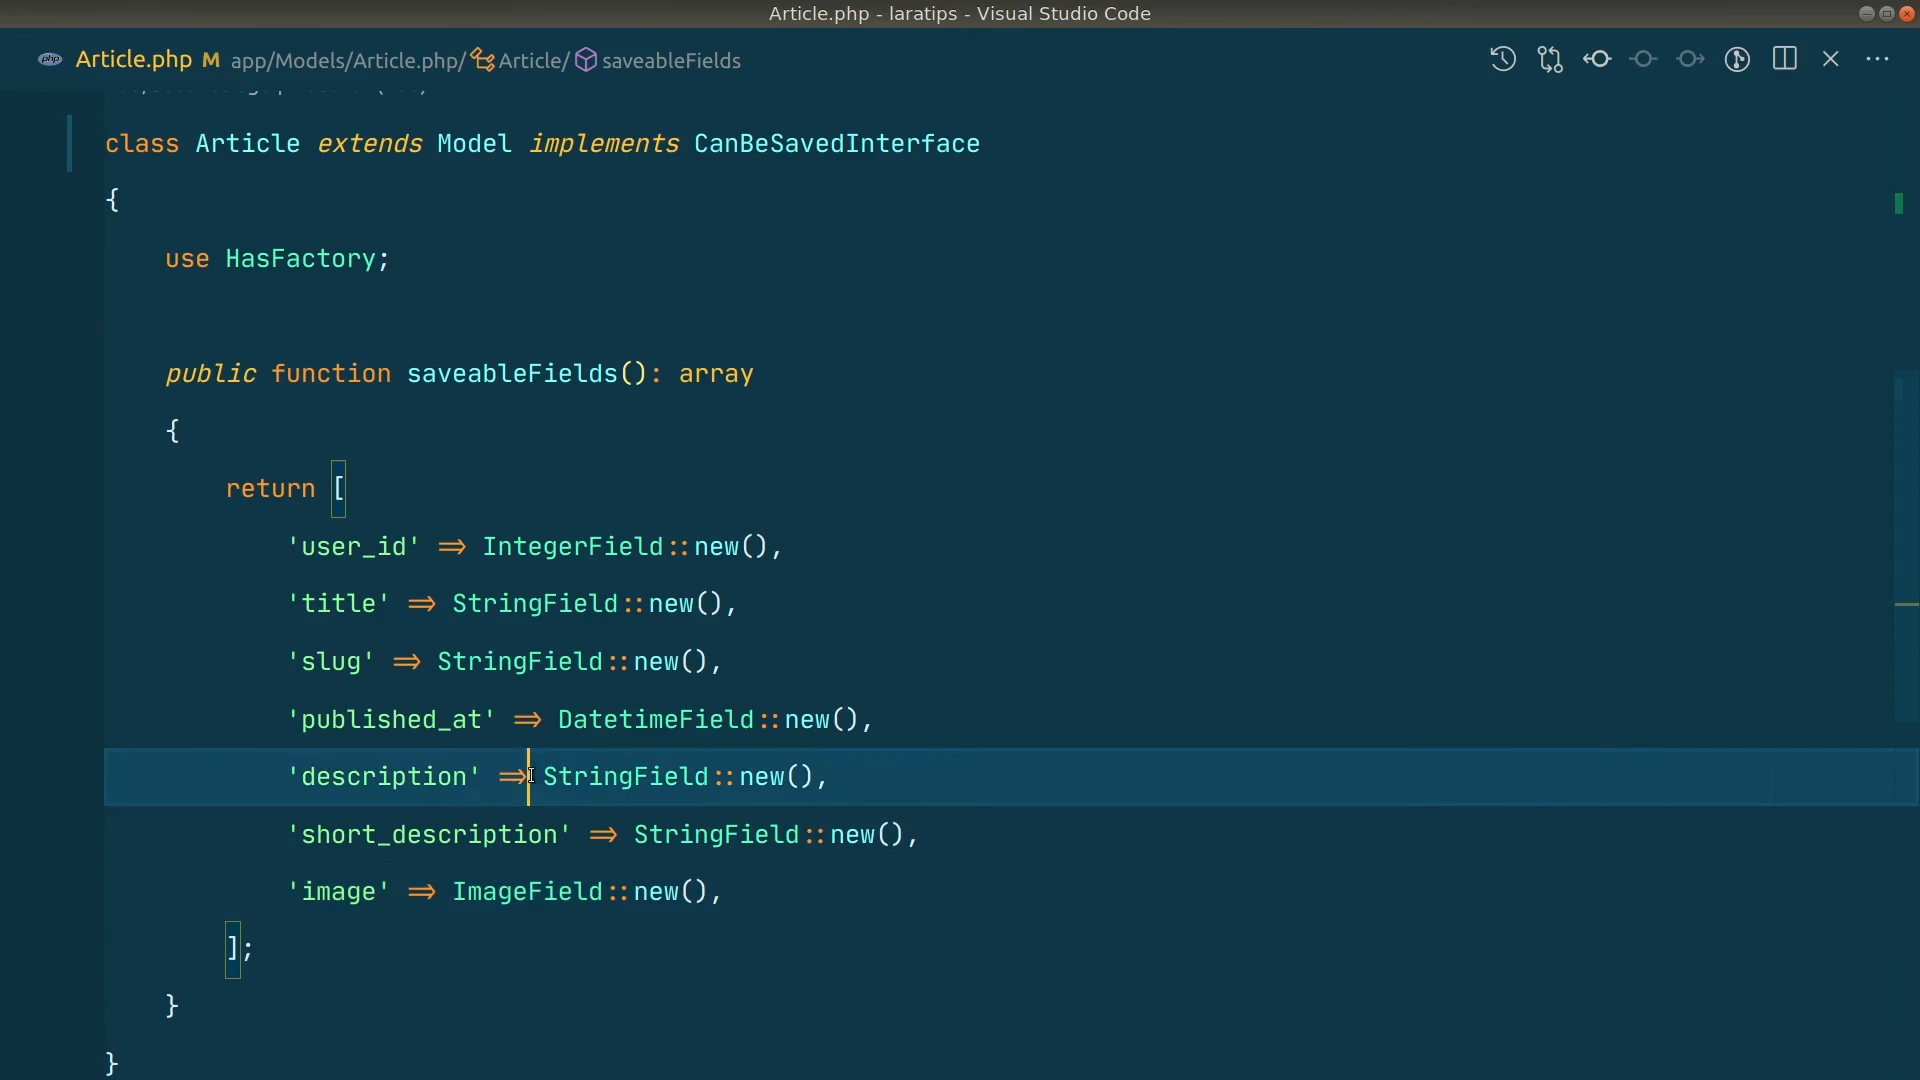 Article.php - laratips - Visual Studio Code
php Article.php M app/Models/Article.php/ Article/ saveableFields
class Article extends Model implements CanBeSavedInterface
{
use HasFactory;
public function saveableFields(): array
{
return [
'user_id' => IntegerField::new(),
'title' => StringField::new(),
'slug' => StringField::new(),
'published_at' => DatetimeField::new(),
'description' => StringField::new(),
'short_description' => StringField::new(),
'image' => ImageField::new(),
];
}
}